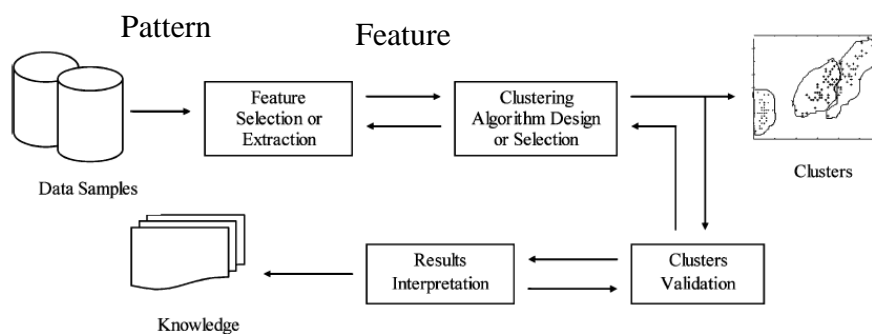 Pattern
Feature
Feature
Selection or
Extraction
Clustering
Algorithm Design
or Selection
Data Samples
Clusters
Results
Interpretation
Clusters
Validation
Knowledge